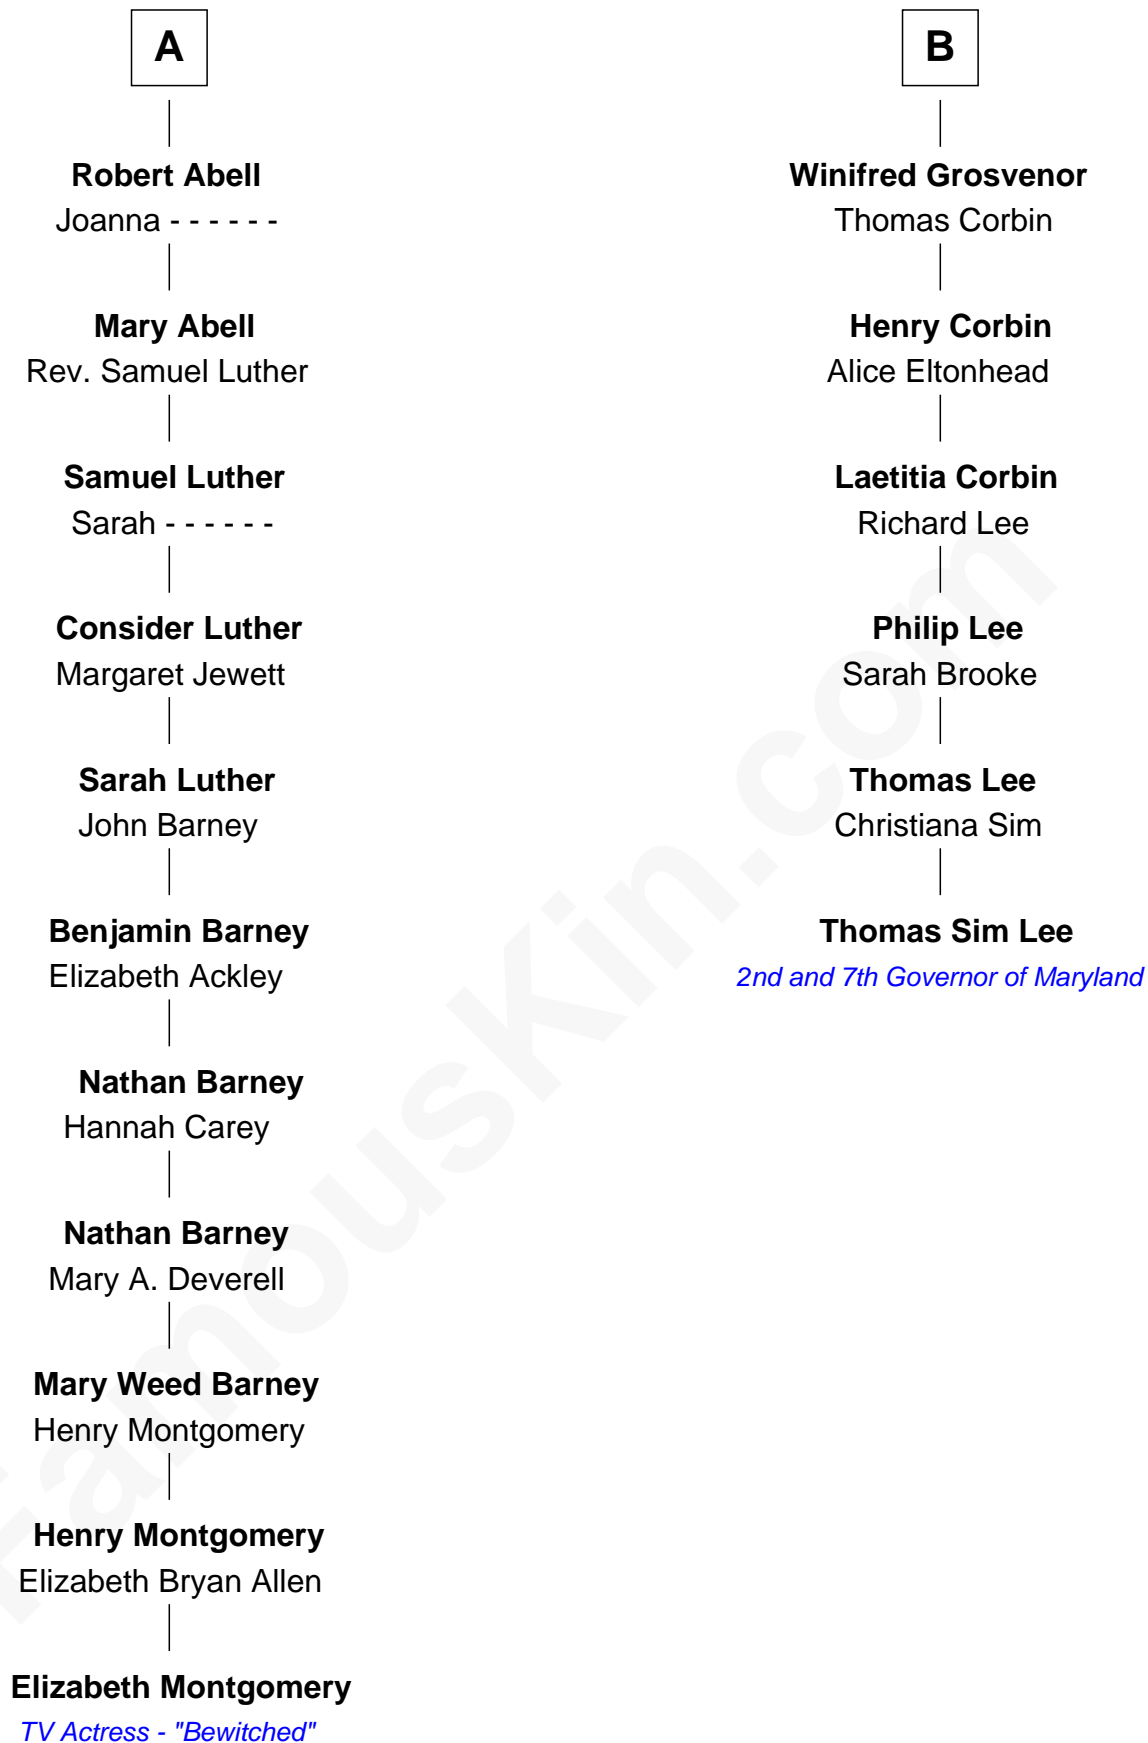 A
Robert Abell
Joanna - - - - - -
Mary Abell
Rev. Samuel Luther
Samuel Luther
Sarah - - - - - -
Consider Luther
Margaret Jewett
Sarah Luther
John Barney
Benjamin Barney
Elizabeth Ackley
Nathan Barney
Hannah Carey
Nathan Barney
Mary A. Deverell
Mary Weed Barney
Henry Montgomery
Henry Montgomery
Elizabeth Bryan Allen
Elizabeth Montgomery
TV Actress - "Bewitched"
B
Winifred Grosvenor
Thomas Corbin
Henry Corbin
Alice Eltonhead
Laetitia Corbin
Richard Lee
Philip Lee
Sarah Brooke
Thomas Lee
Christiana Sim
Thomas Sim Lee
2nd and 7th Governor of Maryland
FamousKin.com